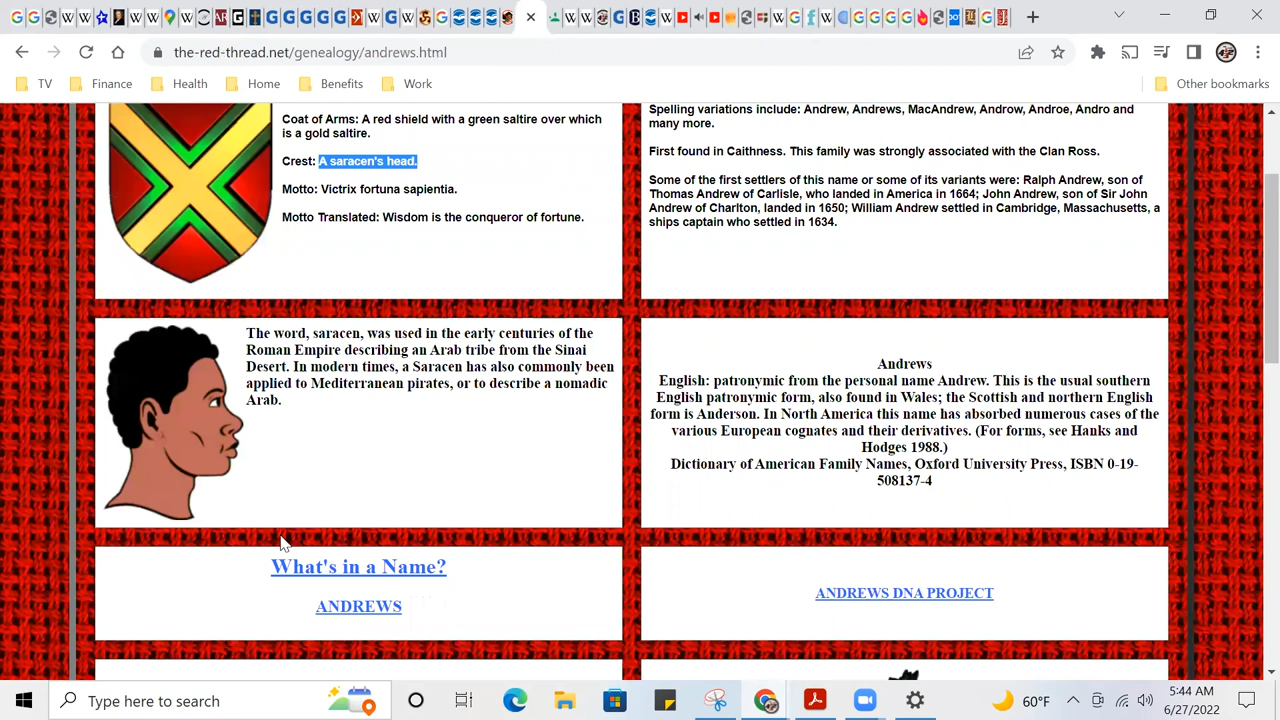 the-red-thread.net/genealogy/andrews.html
TV
Finance
Health
Home
Benefits
Work
Other bookmarks
Coat of Arms: A red shield with a green saltire over which
is a gold saltire.
Crest: A saracen's head.
Motto: Victrix fortuna sapientia.
Motto Translated: Wisdom is the conqueror of fortune.
Spelling variations include: Andrew, Andrews, MacAndrew, Androw, Androe, Andro and
many more.
First found in Caithness. This family was strongly associated with the Clan Ross.
Some of the first settlers of this name or some of its variants were: Ralph Andrew, son of
Thomas Andrew of Carlisle, who landed in America in 1664; John Andrew, son of Sir John
Andrew of Charlton, landed in 1650; William Andrew settled in Cambridge, Massachusetts, a
ships captain who settled in 1634.
The word, saracen, was used in the early centuries of the
Roman Empire describing an Arab tribe from the Sinai
Desert. In modern times, a Saracen has also commonly been
applied to Mediterranean pirates, or to describe a nomadic
Arab.
Andrews
English: patronymic from the personal name Andrew. This is the usual southern
English patronymic form, also found in Wales; the Scottish and northern English
form is Anderson. In North America this name has absorbed numerous cases of the
various European cognates and their derivatives. (For forms, see Hanks and
Hodges 1988.)
Dictionary of American Family Names, Oxford University Press, ISBN 0-19-
508137-4
What's in a Name?
ANDREWS
ANDREWS DNA PROJECT
Type here to search
60°F
5:44 AM
6/27/2022